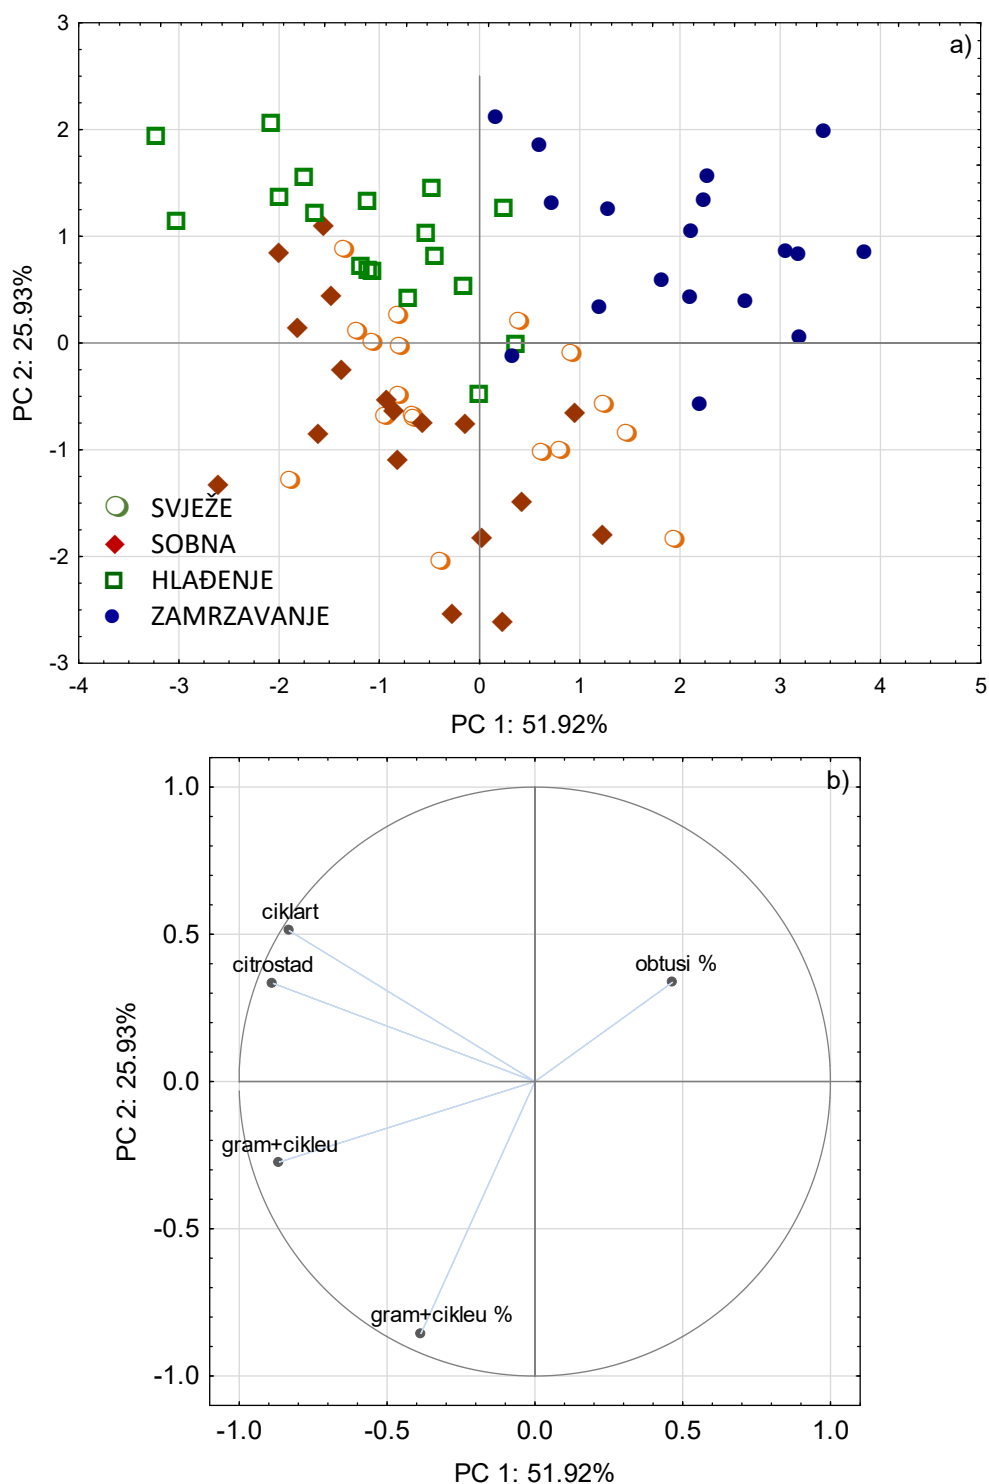 a)
3
2
1
0
-1
-2
-3
PC 2: 25.93%
SVJEŽE
SOBNA
HLAĐENJE
ZAMRZAVANJE
-4 -3 -2 -1 0 1 2 3 4 5
PC 1: 51.92%
b)
1.0
0.5
0.0
-0.5
-1.0
PC 2: 25.93%
ciklart
citrostad
obtusi %
gram+cikleu
gram+cikleu %
-1.0 -0.5 0.0 0.5 1.0
PC 1: 51.92%